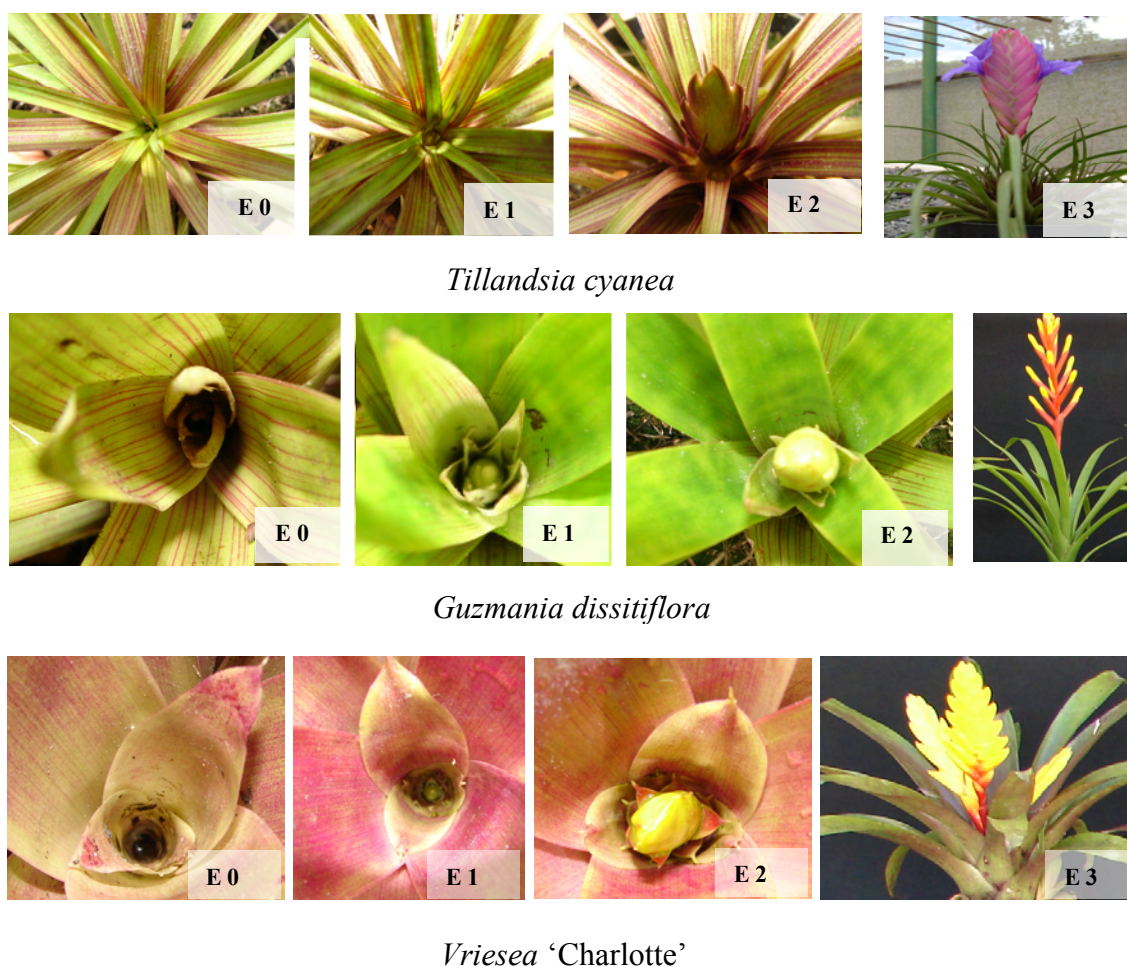 E 0 E 1 E 2 E 3
Tillandsia cyanea
E 0 E 1 E 2
Guzmania dissitiflora
E 0 E 1 E 2 E 3
Vriesea ‘Charlotte’